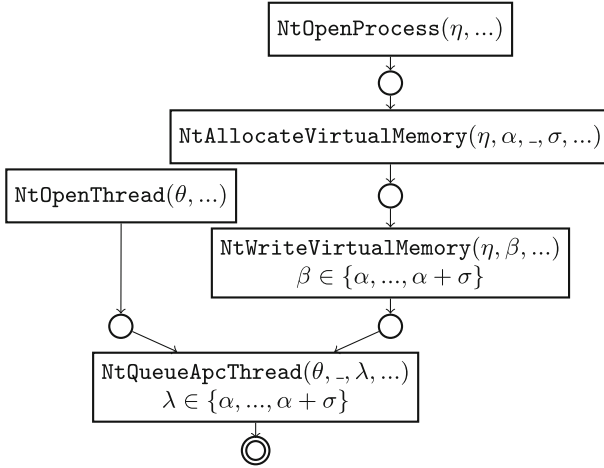 NtOpenProcess(η,...)
NtAllocateVirtualMemory(η, α, _, σ, ...)
NtOpenThread(θ, ...)
NtWriteVirtualMemory(η, β, ...)
β ∈ {α, ..., α + σ}
NtQueueApcThread(θ, _, λ, ...)
λ ∈ {α, ..., α + σ}